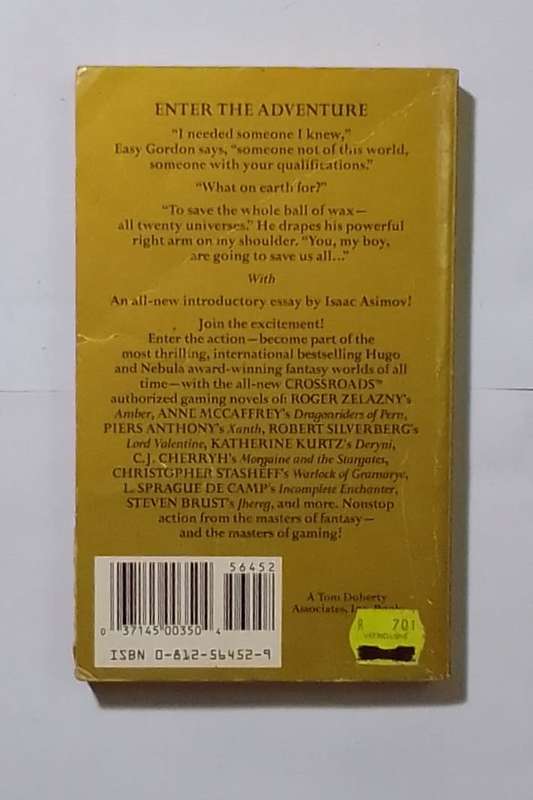 ENTER THE ADVENTURE
“I needed someone I knew,”
Easy Gordon says, “someone not of this world,
someone with your qualifications.”
“What on earth for?”
“To save the whole ball of wax—
all twenty universes.” He drapes his powerful
right arm on my shoulder. “You, my boy,
are going to save us all...”
With
An all-new introductory essay by Isaac Asimov!
Join the excitement!
Enter the action—become part of the
most thrilling, international bestselling Hugo
and Nebula award-winning fantasy worlds of all
time—with the all-new CROSSROADS™
authorized gaming novels of: ROGER ZELAZNY's
Amber, ANNE MCCAFFREY's Dragonriders of Pern,
PIERS ANTHONY's Xanth, ROBERT SILVERBERG's
Lord Valentine, KATHERINE KURTZ's Deryni,
C.J. CHERRYH's Morgaine and the Stargates,
CHRISTOPHER STASHEFF's Warlock of Gramarye,
L. SPRAGUE DE CAMP's Incomplete Enchanter,
STEVEN BRUST's Jhereg, and more. Nonstop
action from the masters of fantasy—
and the masters of gaming!
56452
0 37145 00350 4
ISBN 0-812-56452-9
A Tom Doherty
Associates, Inc.
R 701
VAT INCLUSIVE